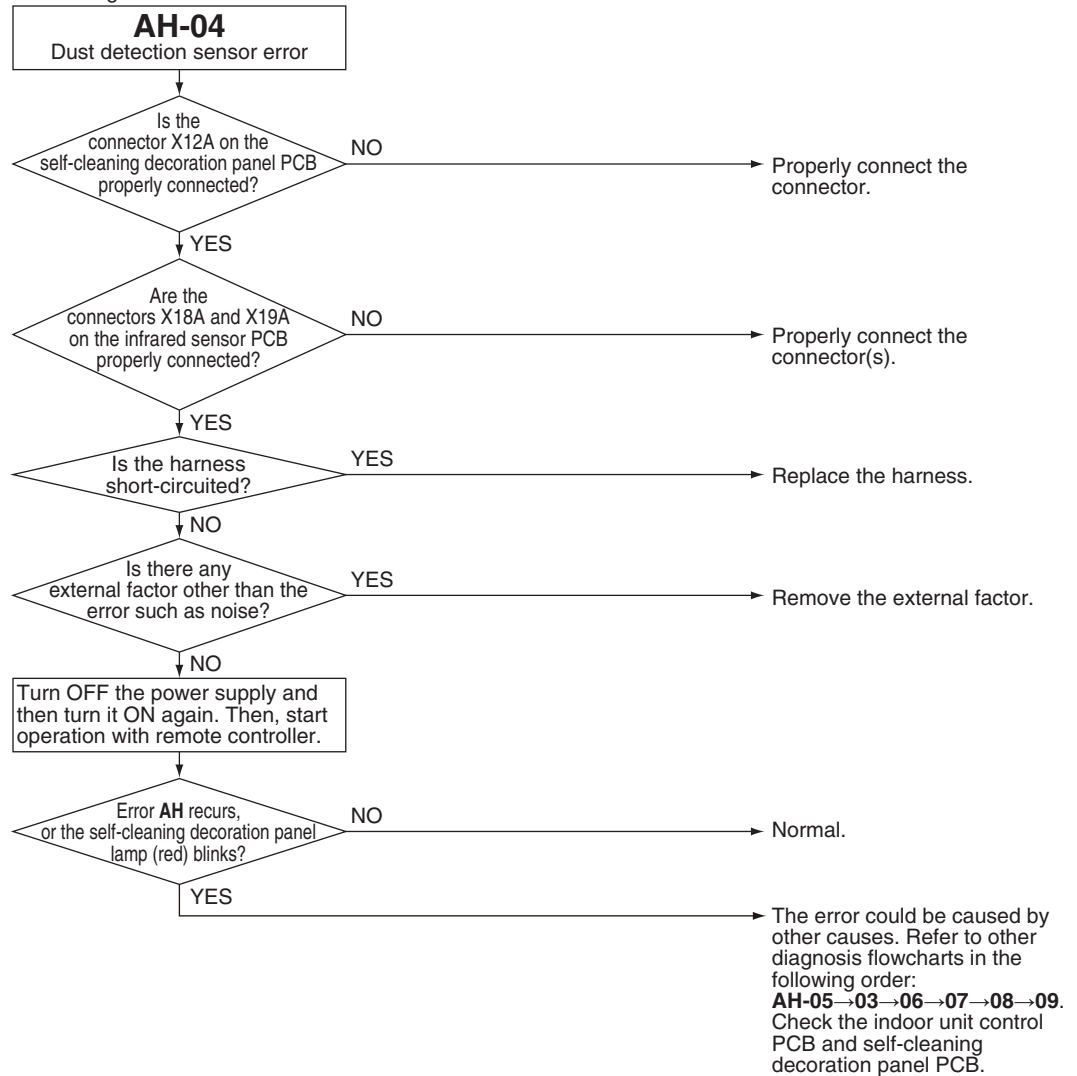 AH-04
Dust detection sensor error
Is the
connector X12A on the
self-cleaning decoration panel PCB
properly connected?
NO
Properly connect the
connector.
YES
Are the
connectors X18A and X19A
on the infrared sensor PCB
properly connected?
NO
Properly connect the
connector(s).
YES
Is the harness
short-circuited?
YES
Replace the harness.
NO
Is there any
external factor other than the
error such as noise?
YES
Remove the external factor.
NO
Turn OFF the power supply and
then turn it ON again. Then, start
operation with remote controller.
Error AH recurs,
or the self-cleaning decoration panel
lamp (red) blinks?
NO
Normal.
YES
The error could be caused by
other causes. Refer to other
diagnosis flowcharts in the
following order:
AH-05→03→06→07→08→09.
Check the indoor unit control
PCB and self-cleaning
decoration panel PCB.